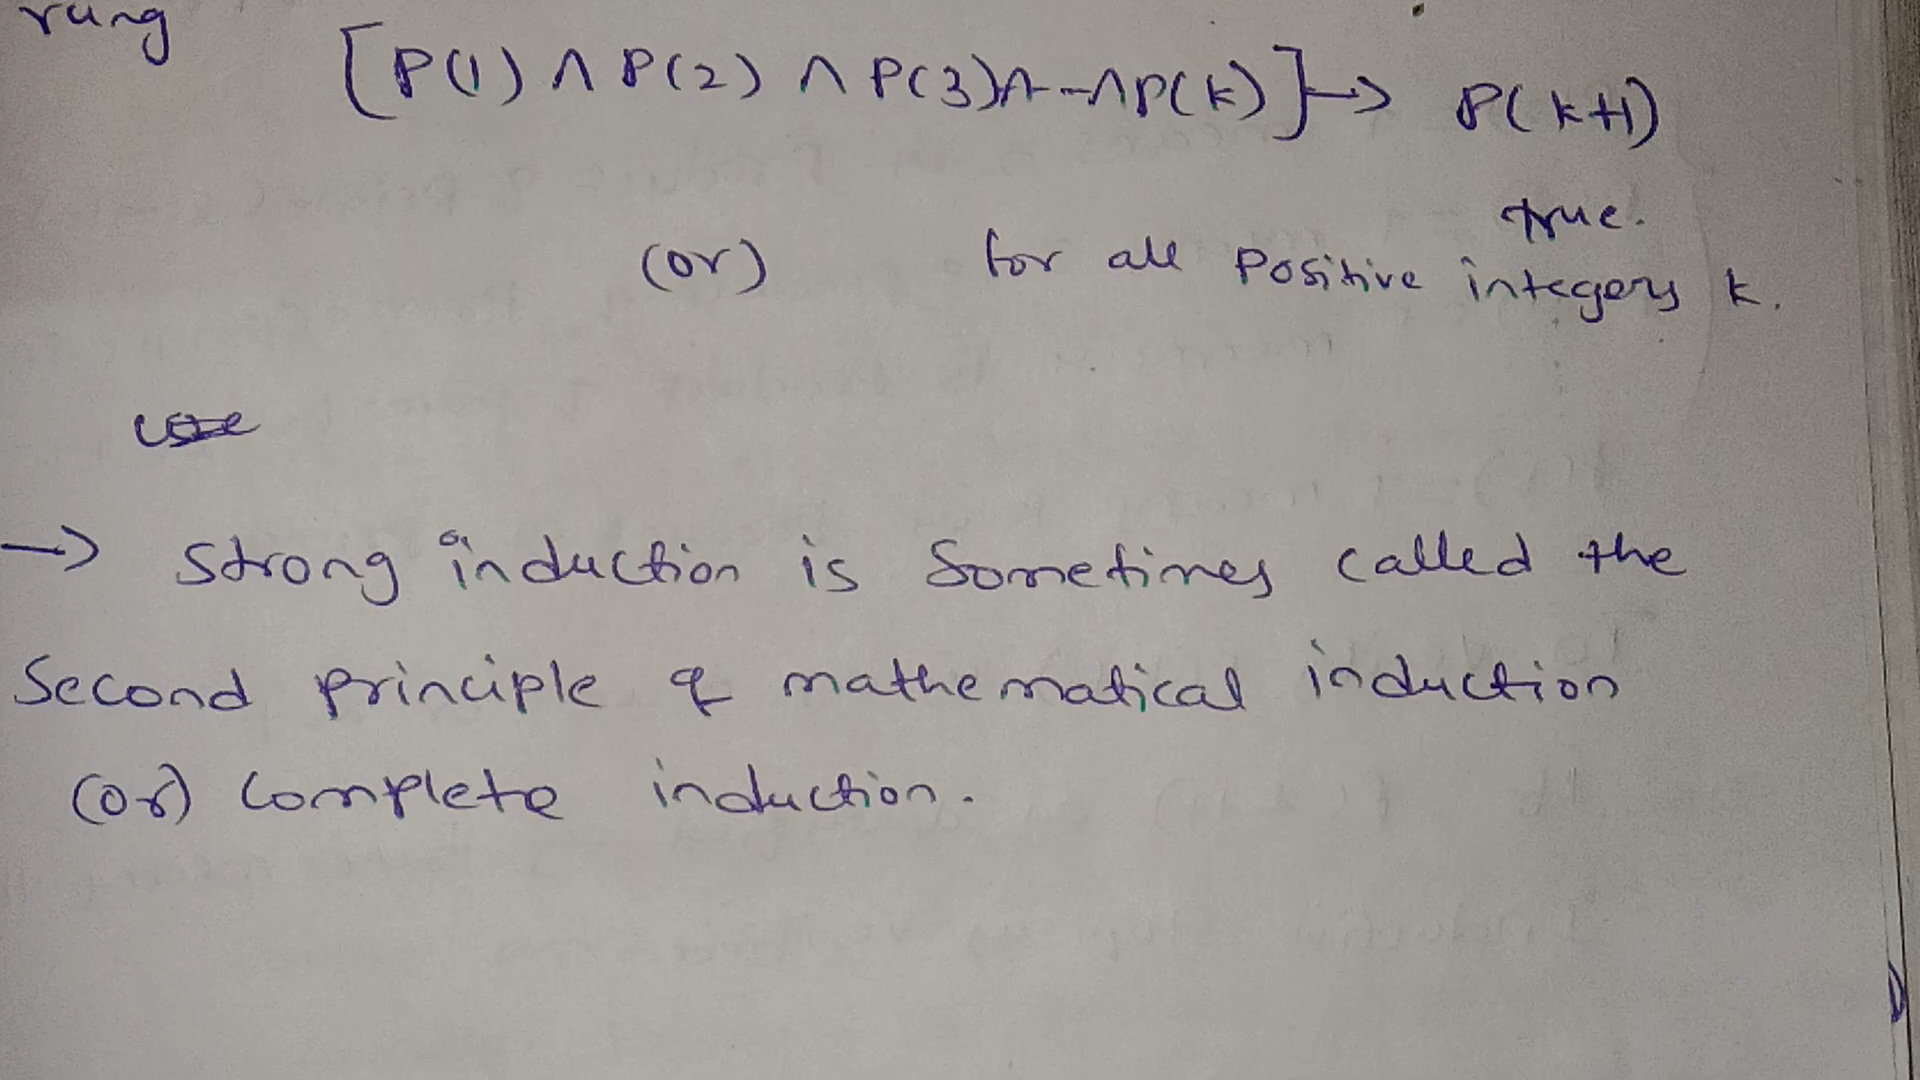 rung
[P(1) ∧ P(2) ∧ P(3)∧--∧P(k)] → P(k+1)
true.
(or) for all Positive integers k.
→ Strong induction is Sometimes called the
Second principle of mathematical induction
(or) Complete induction.